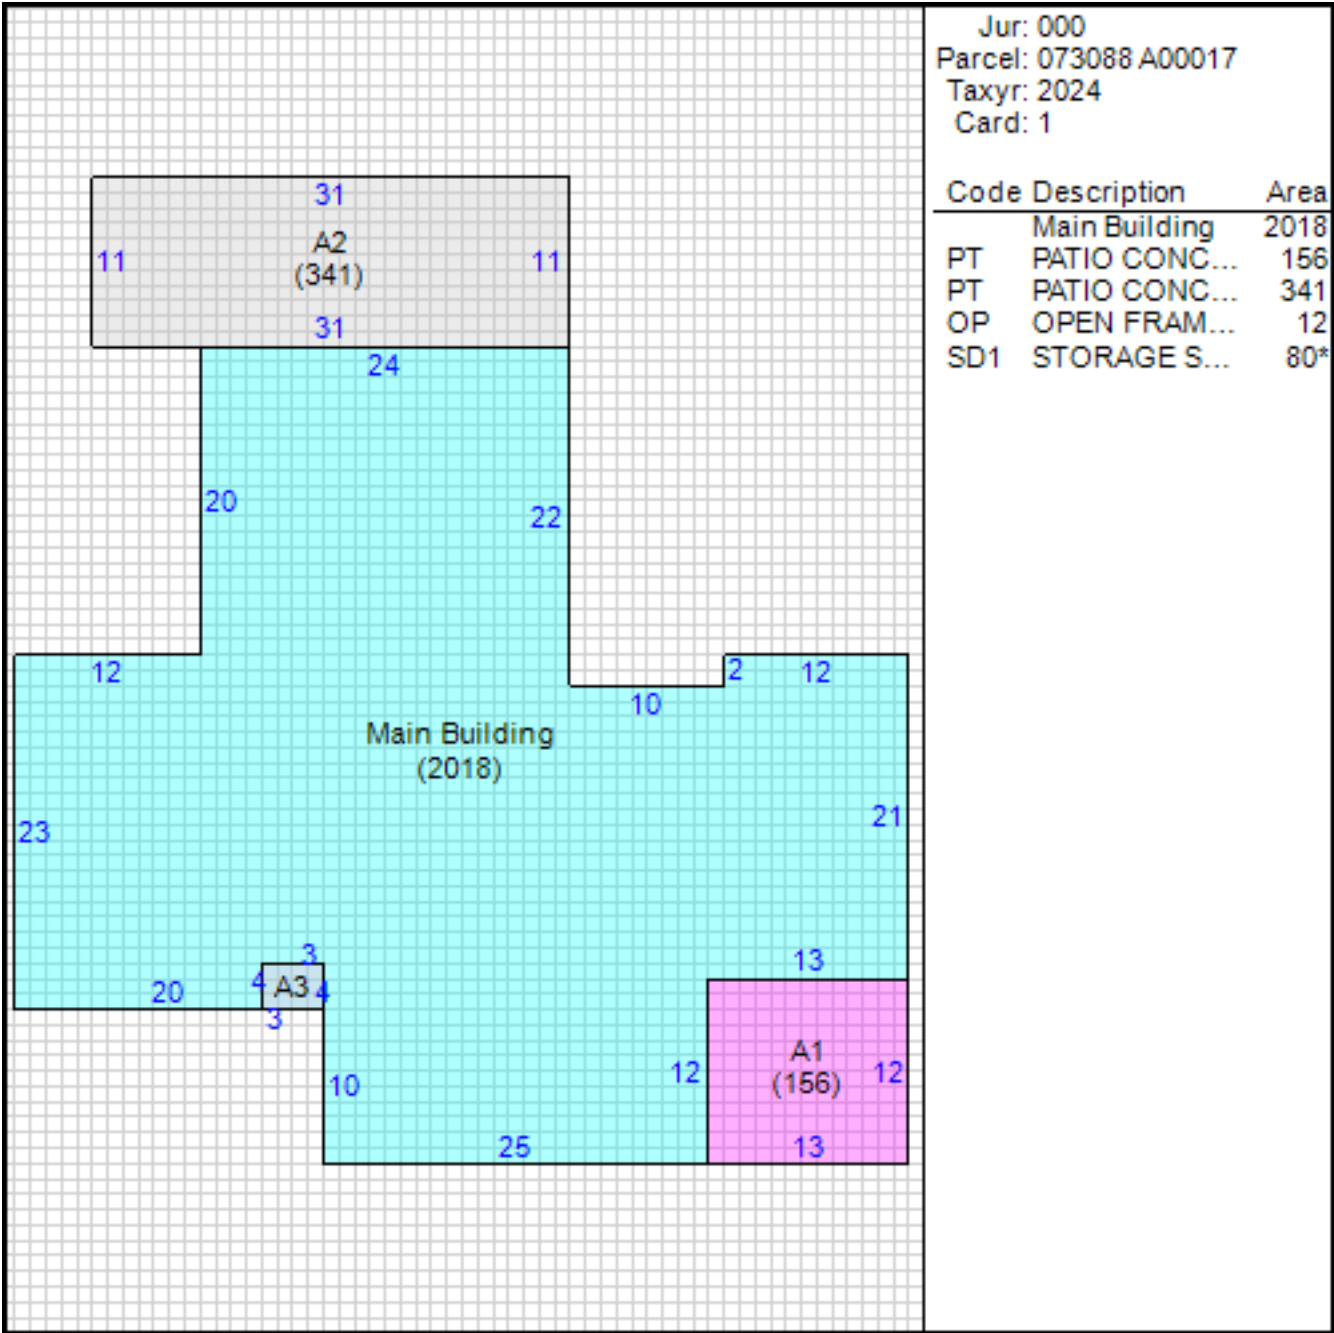 Jur: 000
Parcel: 073088 A00017
Taxyr: 2024
Card: 1
Code Description Area
Main Building 2018
PT PATIO CONC... 156
PT PATIO CONC... 341
OP OPEN FRAM... 12
SD1 STORAGE S... 80*
31
A2
11 (341) 11
31
24
20
22
12
2 12
10
Main Building
(2018)
23
21
3
13
4 A3 4
20
3
A1
10 12 (156) 12
25
13